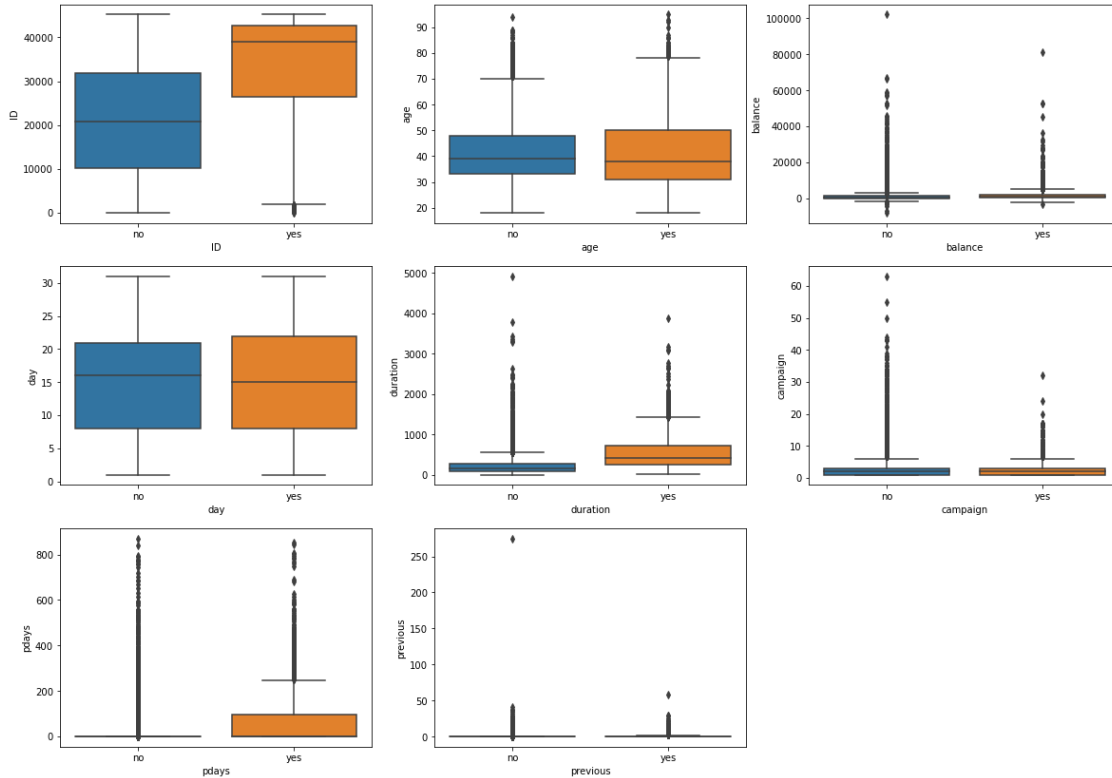 ID
40000
30000
20000
10000
0
no yes
ID
age
90
80
70
60
50
40
30
20
no yes
age
balance
100000
80000
60000
40000
20000
0
no yes
balance
day
30
25
20
15
10
5
0
no yes
day
duration
5000
4000
3000
2000
1000
0
no yes
duration
campaign
60
50
40
30
20
10
0
no yes
campaign
pdays
800
600
400
200
0
no yes
pdays
previous
250
200
150
100
50
0
no yes
previous